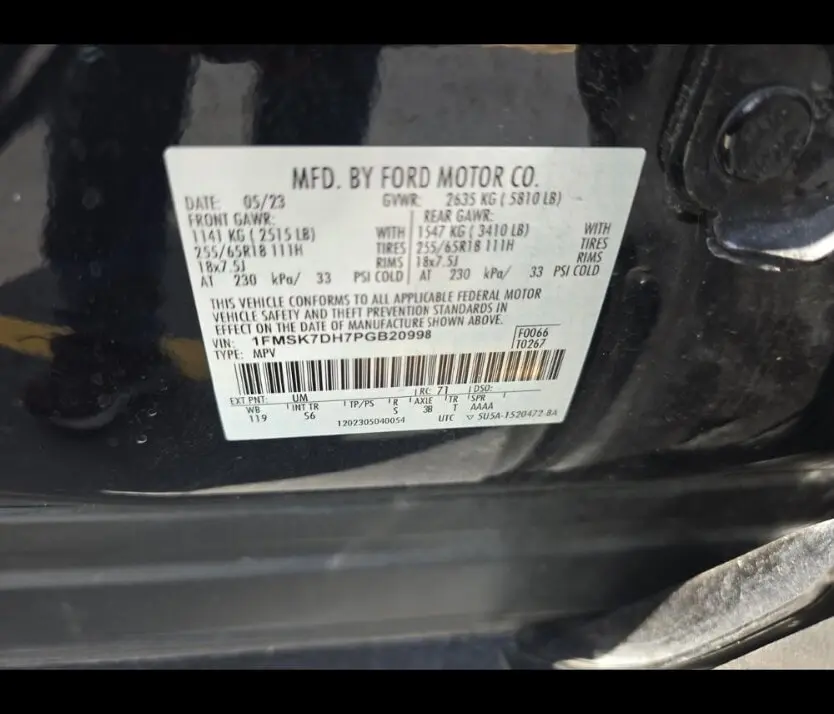 MFD. BY FORD MOTOR CO.
DATE: 05/23 GVWR: 2635 KG ( 5810 LB)
FRONT GAWR: REAR GAWR:
1141 KG ( 2515 LB) WITH 1547 KG ( 3410 LB) WITH
255/65R18 111H TIRES 255/65R18 111H TIRES
18x7.5J RIMS 18x7.5J RIMS
AT 230 kPa/ 33 PSI COLD AT 230 kPa/ 33 PSI COLD
THIS VEHICLE CONFORMS TO ALL APPLICABLE FEDERAL MOTOR
VEHICLE SAFETY AND THEFT PREVENTION STANDARDS IN
EFFECT ON THE DATE OF MANUFACTURE SHOWN ABOVE.
VIN: 1FMSK7DH7PGB20998 F0066
TYPE: MPV T0267
EXT PNT: UM RC: 71 DSO:
WB INT TR TP/PS R AXLE TR SPR
119 56 S 3B T AAAA
1202305040054 UTC ▽ 5U5A-1520472-BA